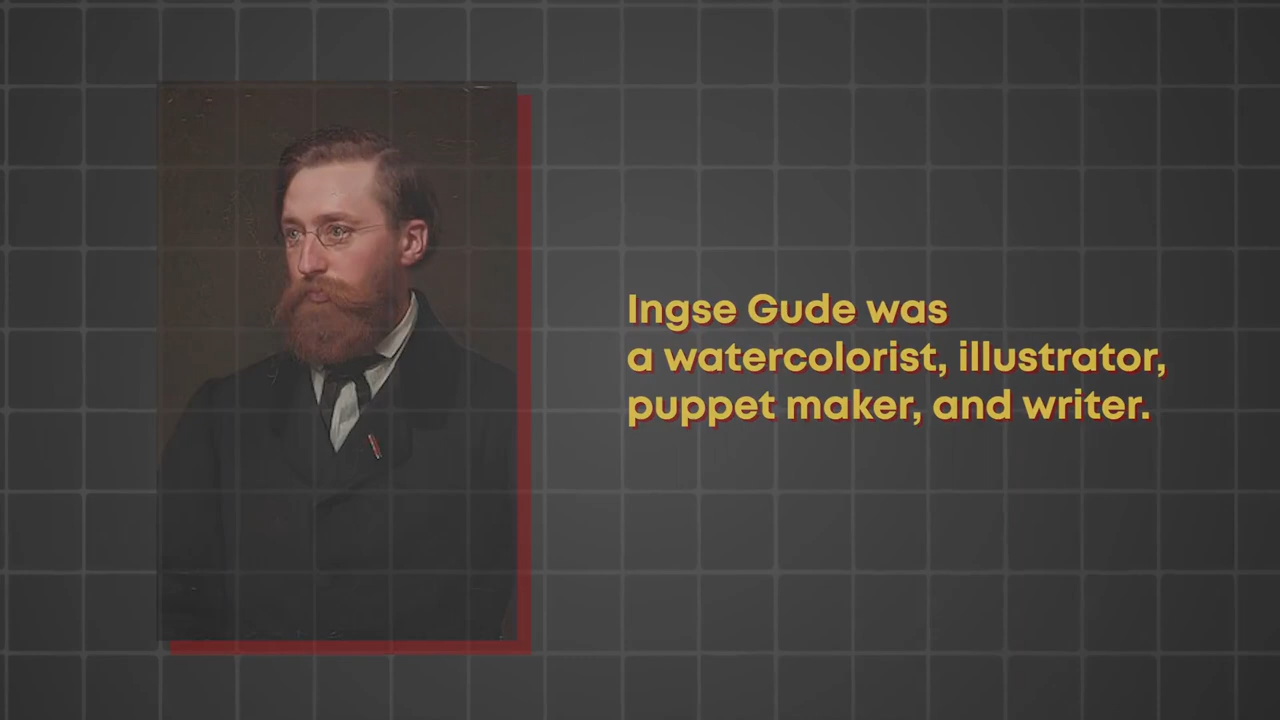 Ingse Gude was
a watercolorist, illustrator,
puppet maker, and writer.